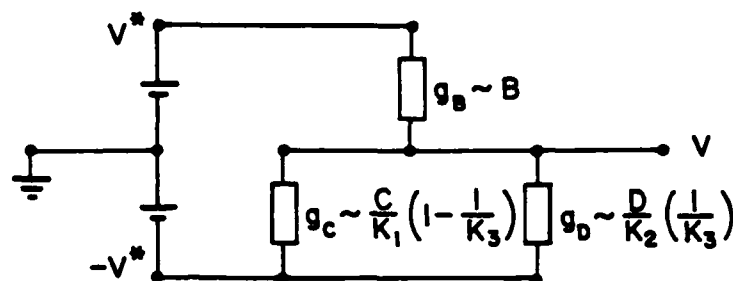 V*
g_B ~ B
V
g_C ~ C/K_1 (1 - 1/K_3)
g_D ~ D/K_2 (1/K_3)
-V*